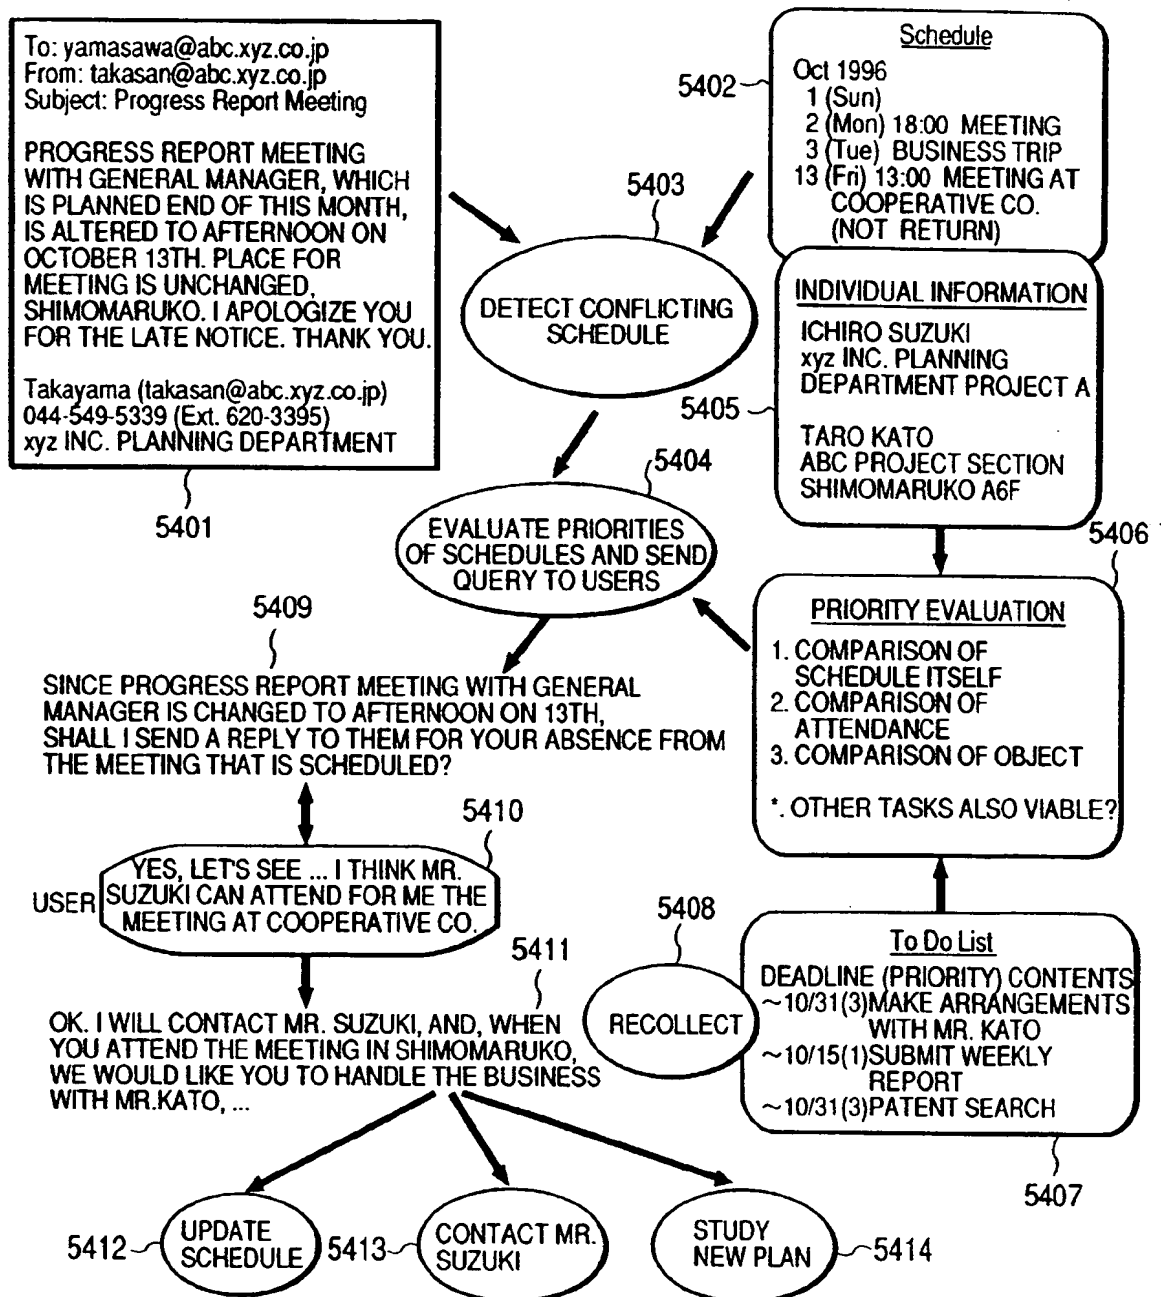 To: yamasawa@abc.xyz.co.jp
From: takasan@abc.xyz.co.jp
Subject: Progress Report Meeting
PROGRESS REPORT MEETING
WITH GENERAL MANAGER, WHICH
IS PLANNED END OF THIS MONTH,
IS ALTERED TO AFTERNOON ON
OCTOBER 13TH. PLACE FOR
MEETING IS UNCHANGED,
SHIMOMARUKO. I APOLOGIZE YOU
FOR THE LATE NOTICE. THANK YOU.
Takayama (takasan@abc.xyz.co.jp)
044-549-5339 (Ext. 620-3395)
xyz INC. PLANNING DEPARTMENT
5401
Schedule
Oct 1996
1 (Sun)
2 (Mon) 18:00 MEETING
3 (Tue) BUSINESS TRIP
13 (Fri) 13:00 MEETING AT
COOPERATIVE CO.
(NOT RETURN)
5402
5403
DETECT CONFLICTING
SCHEDULE
INDIVIDUAL INFORMATION
ICHIRO SUZUKI
xyz INC. PLANNING
DEPARTMENT PROJECT A
TARO KATO
ABC PROJECT SECTION
SHIMOMARUKO A6F
5405
5404
EVALUATE PRIORITIES
OF SCHEDULES AND SEND
QUERY TO USERS
5406
PRIORITY EVALUATION
1. COMPARISON OF
SCHEDULE ITSELF
2. COMPARISON OF
ATTENDANCE
3. COMPARISON OF OBJECT
*. OTHER TASKS ALSO VIABLE?
5409
SINCE PROGRESS REPORT MEETING WITH GENERAL
MANAGER IS CHANGED TO AFTERNOON ON 13TH,
SHALL I SEND A REPLY TO THEM FOR YOUR ABSENCE FROM
THE MEETING THAT IS SCHEDULED?
5410
USER
YES, LET'S SEE ... I THINK MR.
SUZUKI CAN ATTEND FOR ME THE
MEETING AT COOPERATIVE CO.
5408
RECOLLECT
To Do List
DEADLINE (PRIORITY) CONTENTS
~10/31(3)MAKE ARRANGEMENTS
WITH MR. KATO
~10/15(1)SUBMIT WEEKLY
REPORT
~10/31(3)PATENT SEARCH
5407
5411
OK. I WILL CONTACT MR. SUZUKI, AND, WHEN
YOU ATTEND THE MEETING IN SHIMOMARUKO,
WE WOULD LIKE YOU TO HANDLE THE BUSINESS
WITH MR.KATO, ...
5412
UPDATE
SCHEDULE
5413
CONTACT MR.
SUZUKI
STUDY
NEW PLAN
5414